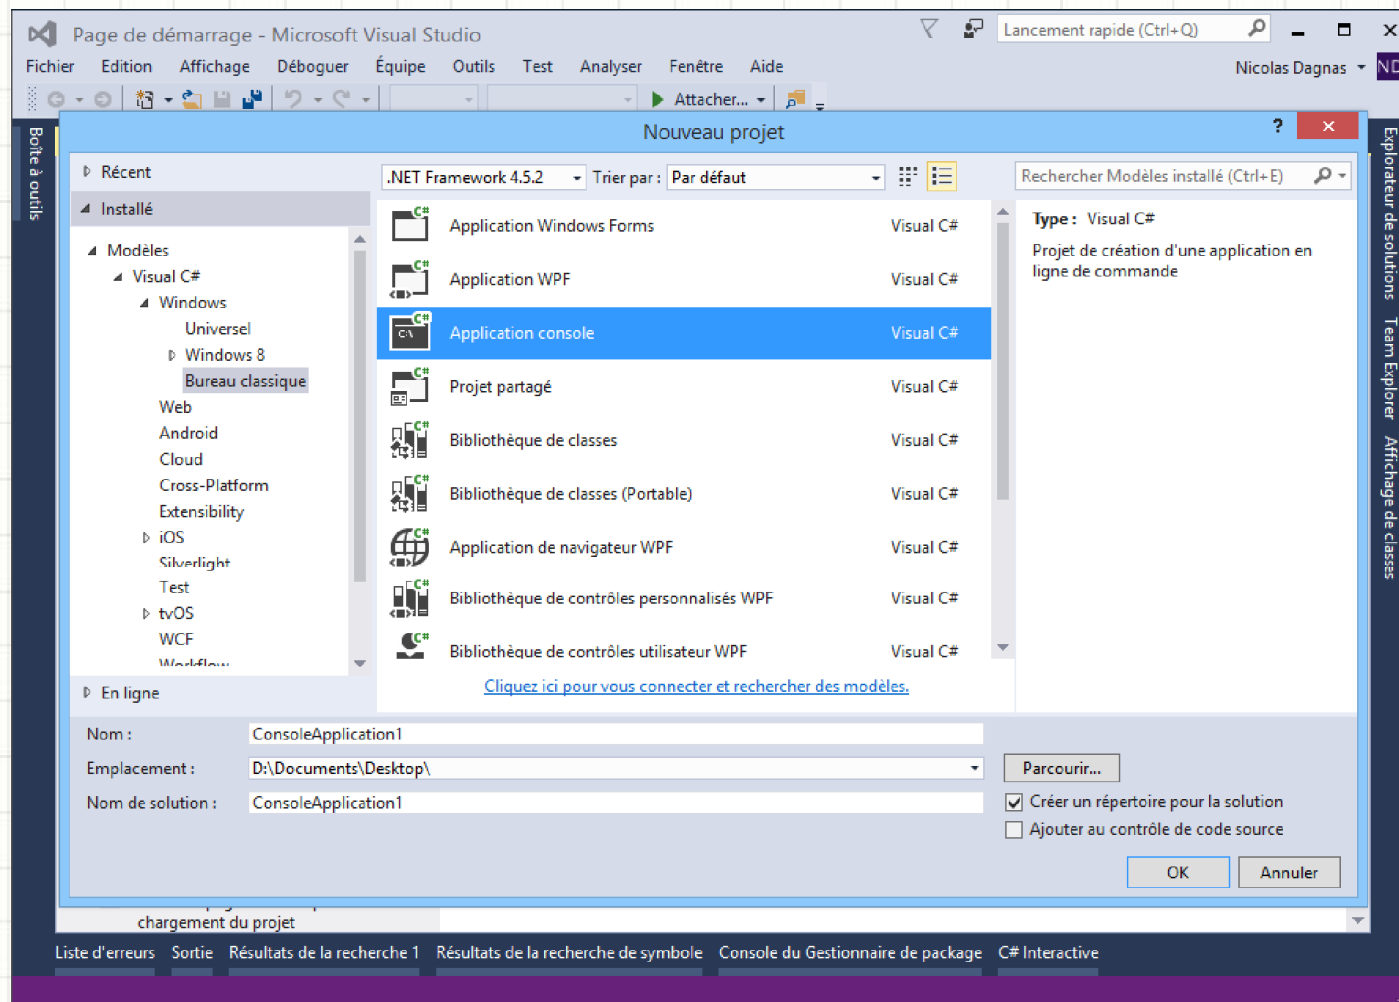 Page de démarrage - Microsoft Visual Studio
Lancement rapide (Ctrl+Q)
Fichier Edition Affichage Déboguer Équipe Outils Test Analyser Fenêtre Aide
Nicolas Dagnas
ND
Attacher...
Boîte à outils
Nouveau projet
?
Récent
.NET Framework 4.5.2
Trier par : Par défaut
Rechercher Modèles installé (Ctrl+E)
Installé
Modèles
Visual C#
Windows
Universel
Windows 8
Bureau classique
Web
Android
Cloud
Cross-Platform
Extensibility
iOS
Silverlight
Test
tvOS
WCF
Workflow
En ligne
Application Windows Forms Visual C#
Application WPF Visual C#
Application console Visual C#
Projet partagé Visual C#
Bibliothèque de classes Visual C#
Bibliothèque de classes (Portable) Visual C#
Application de navigateur WPF Visual C#
Bibliothèque de contrôles personnalisés WPF Visual C#
Bibliothèque de contrôles utilisateur WPF Visual C#
Cliquez ici pour vous connecter et rechercher des modèles.
Type : Visual C#
Projet de création d'une application en
ligne de commande
Nom : ConsoleApplication1
Emplacement : D:\Documents\Desktop\
Parcourir...
Nom de solution : ConsoleApplication1
Créer un répertoire pour la solution
Ajouter au contrôle de code source
OK
Annuler
Explorateur de solutions
Team Explorer
Affichage de classes
chargement du projet
Liste d'erreurs Sortie Résultats de la recherche 1 Résultats de la recherche de symbole Console du Gestionnaire de package C# Interactive